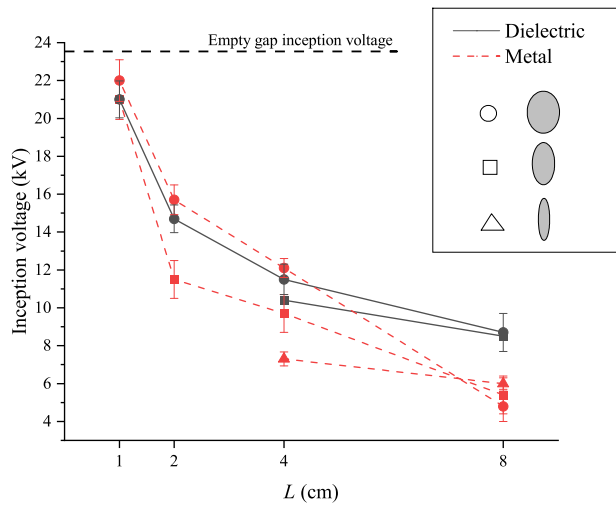 Empty gap inception voltage
Dielectric
Metal
Inception voltage (kV)
24
22
20
18
16
14
12
10
8
6
4
1 2 4 8
L (cm)